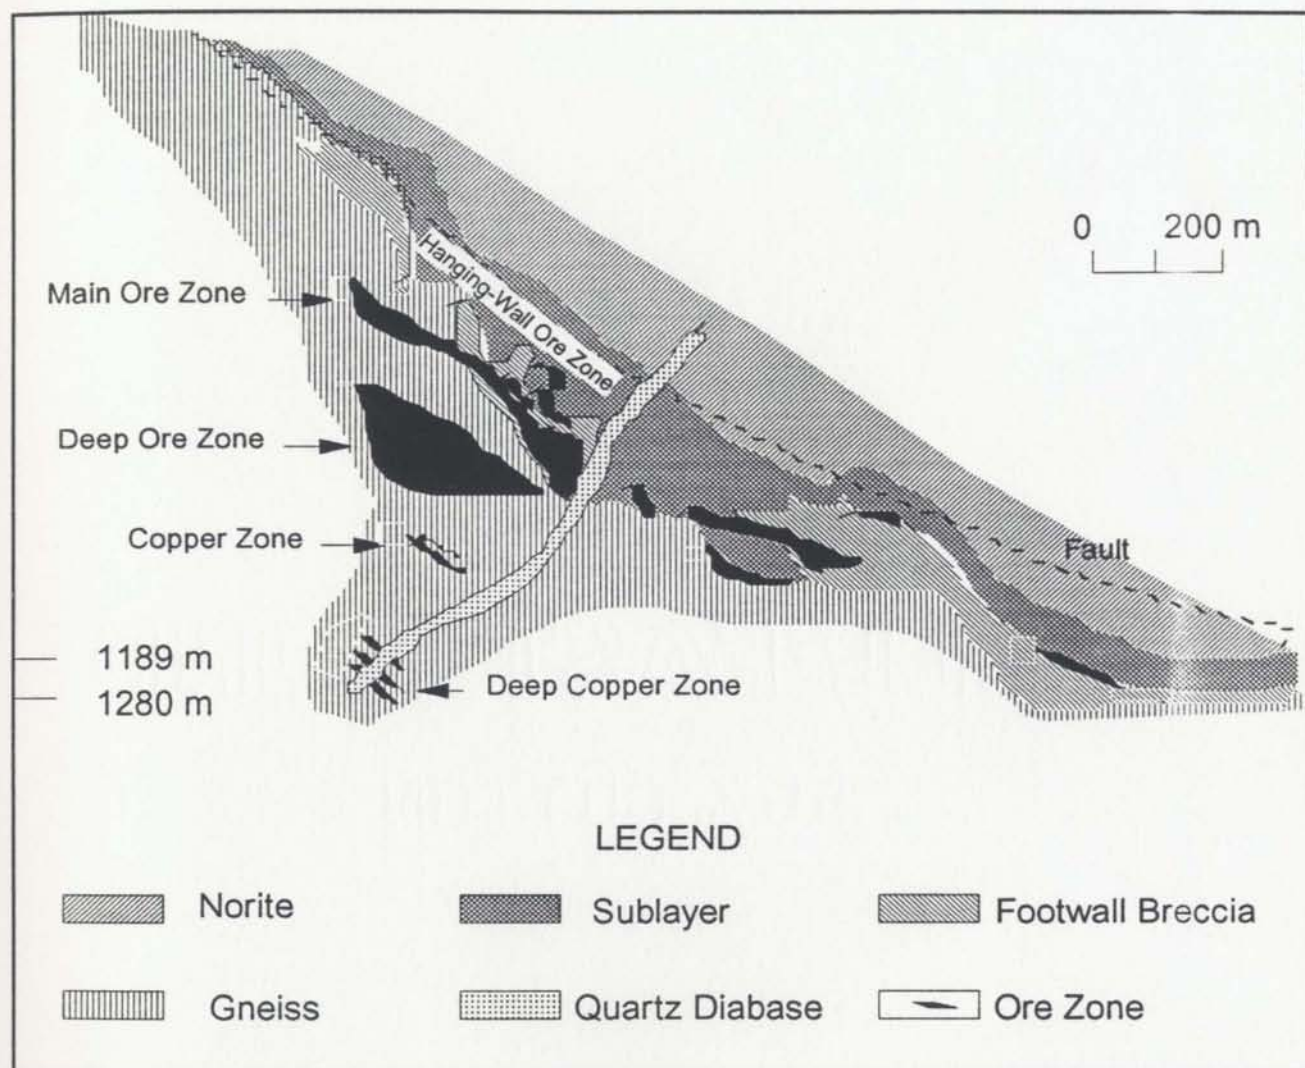 0 200 m
Hanging-Wall Ore Zone
Main Ore Zone
Deep Ore Zone
Copper Zone
Fault
1189 m
Deep Copper Zone
1280 m
LEGEND
Norite Sublayer Footwall Breccia
Gneiss Quartz Diabase Ore Zone